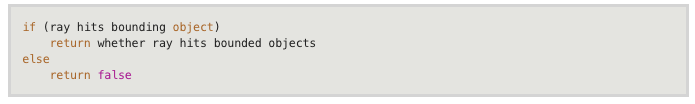 if (ray hits bounding object)
    return whether ray hits bounded objects
else
    return false